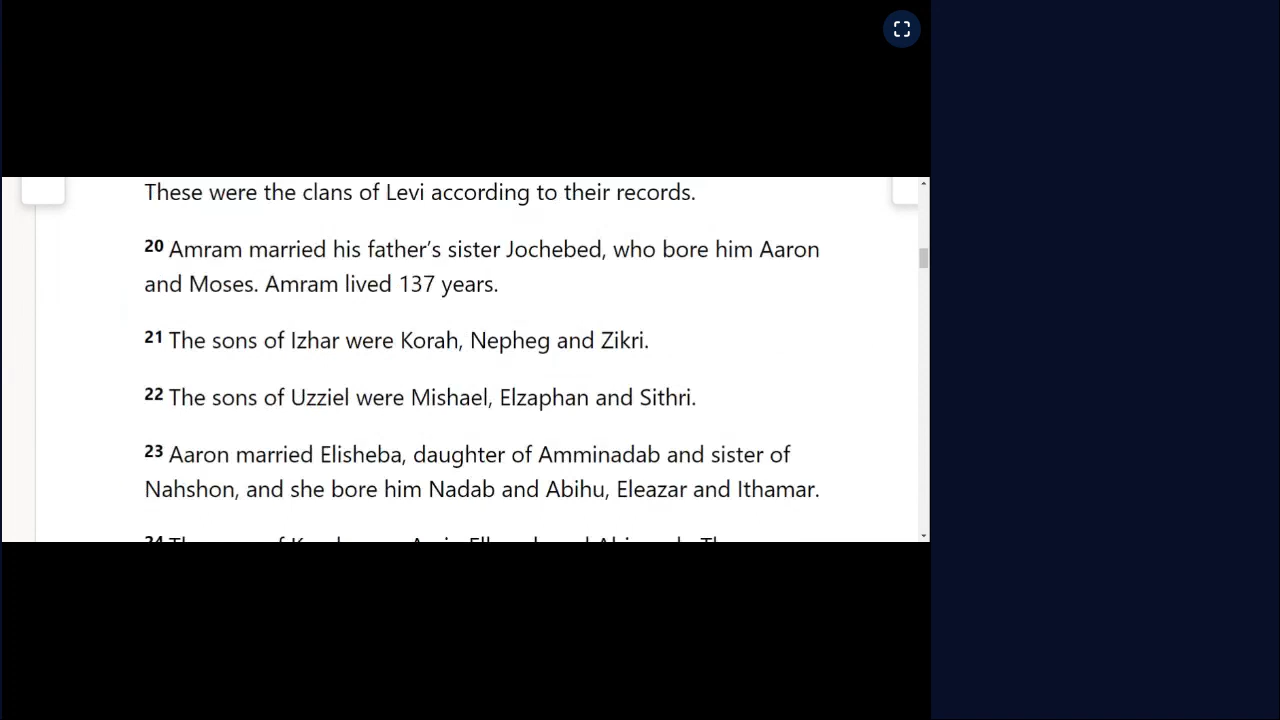 These were the clans of Levi according to their records.
20 Amram married his father’s sister Jochebed, who bore him Aaron
and Moses. Amram lived 137 years.
21 The sons of Izhar were Korah, Nepheg and Zikri.
22 The sons of Uzziel were Mishael, Elzaphan and Sithri.
23 Aaron married Elisheba, daughter of Amminadab and sister of
Nahshon, and she bore him Nadab and Abihu, Eleazar and Ithamar.